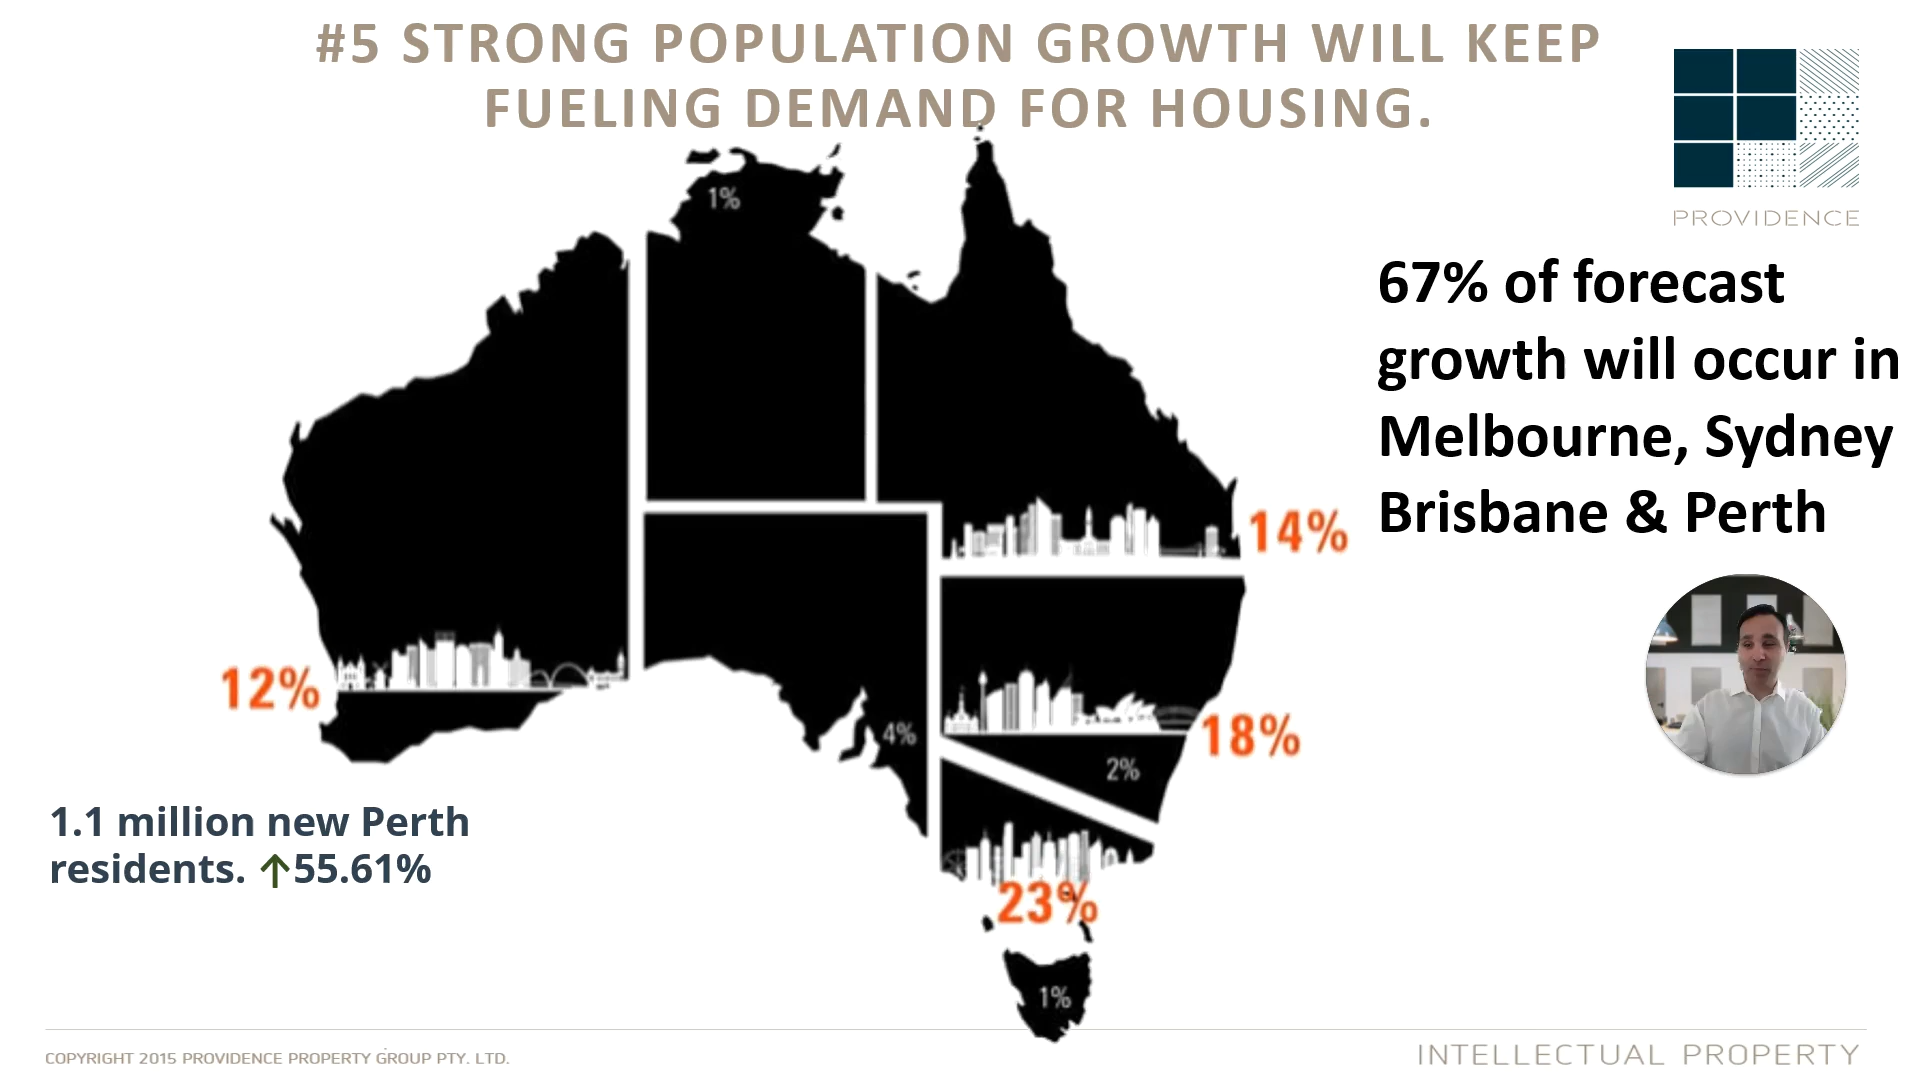 #5 STRONG POPULATION GROWTH WILL KEEP
FUELING DEMAND FOR HOUSING.
PROVIDENCE
1%
67% of forecast
growth will occur in
Melbourne, Sydney
Brisbane & Perth
14%
12%
18%
4%
2%
1.1 million new Perth
residents. ↑55.61%
23%
1%
COPYRIGHT 2015 PROVIDENCE PROPERTY GROUP PTY. LTD.
INTELLECTUAL PROPERTY